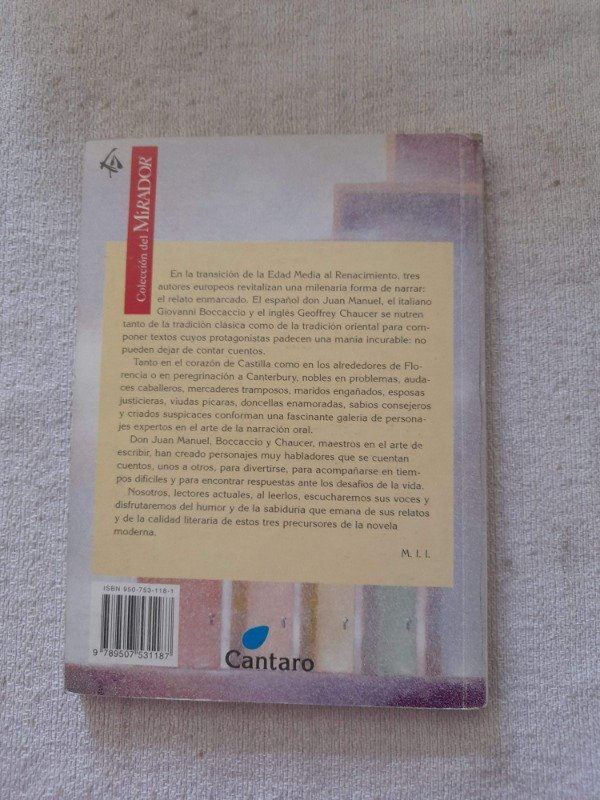 Colección del MiRADOR
En la transición de la Edad Media al Renacimiento, tres
autores europeos revitalizan una milenaria forma de narrar:
el relato enmarcado. El español don Juan Manuel, el italiano
Giovanni Boccaccio y el inglés Geoffrey Chaucer se nutren
tanto de la tradición clásica como de la tradición oriental para com-
poner textos cuyos protagonistas padecen una manía incurable: no
pueden dejar de contar cuentos.
Tanto en el corazón de Castilla como en los alrededores de Flo-
rencia o en peregrinación a Canterbury, nobles en problemas, auda-
ces caballeros, mercaderes tramposos, maridos engañados, esposas
justicieras, viudas pícaras, doncellas enamoradas, sabios consejeros
y criados suspicaces conforman una fascinante galería de persona-
jes expertos en el arte de la narración oral.
Don Juan Manuel, Boccaccio y Chaucer, maestros en el arte de
escribir, han creado personajes muy habladores que se cuentan
cuentos, unos a otros, para divertirse, para acompañarse en tiem-
pos difíciles y para encontrar respuestas ante los desafíos de la vida.
Nosotros, lectores actuales, al leerlos, escucharemos sus voces y
disfrutaremos del humor y de la sabiduría que emana de sus relatos
y de la calidad literaria de estos tres precursores de la novela
moderna.
M. I. I.
ISBN 950-753-118-1
9 789507 531187
Cantaro